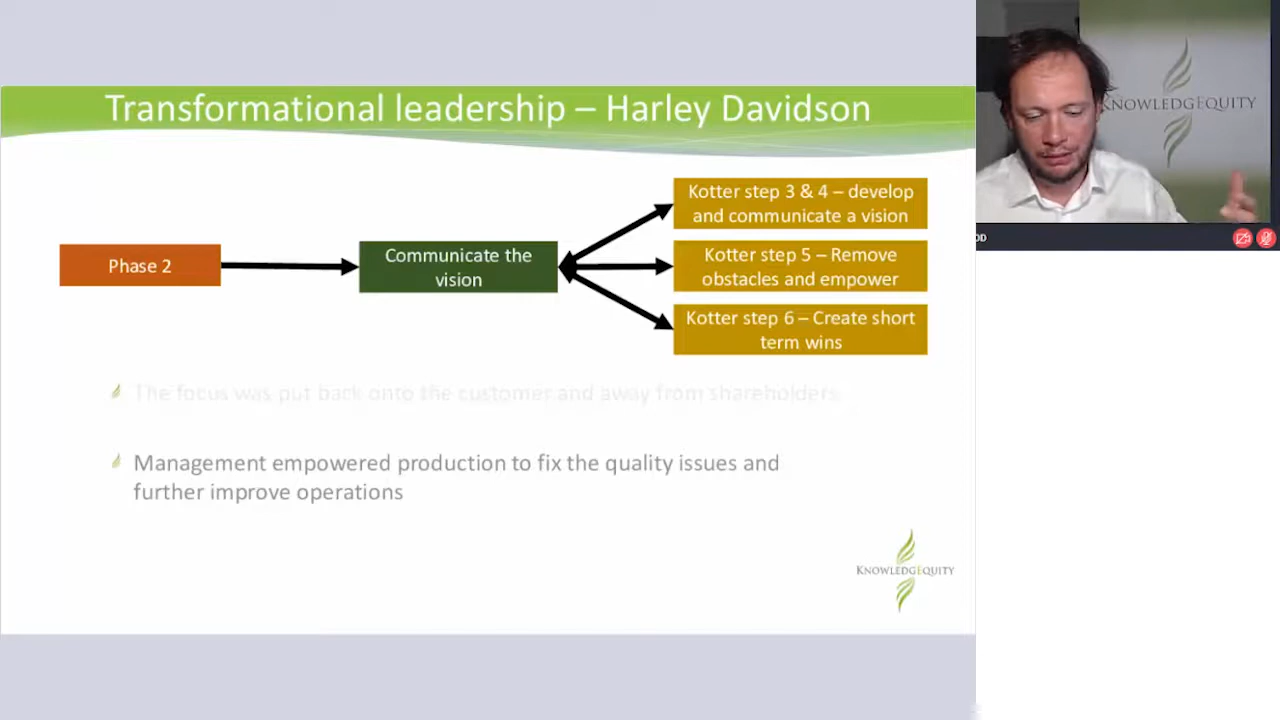 Transformational leadership – Harley Davidson
Phase 2
Communicate the
vision
Kotter step 3 & 4 – develop
and communicate a vision
Kotter step 5 – Remove
obstacles and empower
Kotter step 6 – Create short
term wins
The focus was put back onto the customer and away from shareholders
Management empowered production to fix the quality issues and
further improve operations
KNOWLEDGEQUITY
KNOWLEDGEQUITY
OD